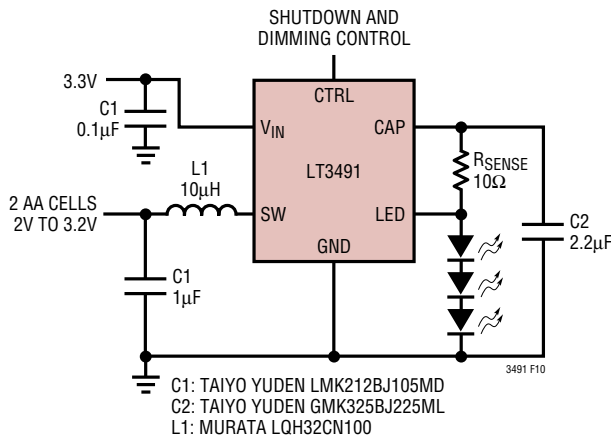 SHUTDOWN AND
DIMMING CONTROL
3.3V
C1
0.1µF
CTRL
VIN
CAP
LT3491
RSENSE
10Ω
L1
10µH
2 AA CELLS
2V TO 3.2V
SW
LED
GND
C2
2.2µF
C1
1µF
3491 F10
C1: TAIYO YUDEN LMK212BJ105MD
C2: TAIYO YUDEN GMK325BJ225ML
L1: MURATA LQH32CN100